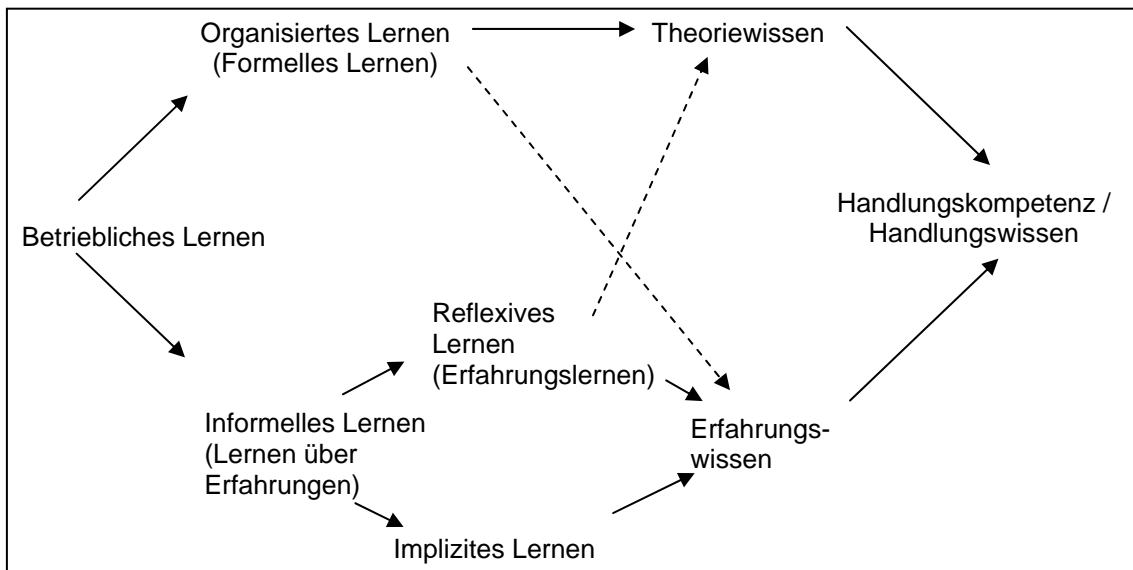 Organisiertes Lernen
(Formelles Lernen)
Theoriewissen
Handlungskompetenz /
Handlungswissen
Betriebliches Lernen
Reflexives
Lernen
(Erfahrungslernen)
Informelles Lernen
(Lernen über
Erfahrungen)
Erfahrungs-
wissen
Implizites Lernen